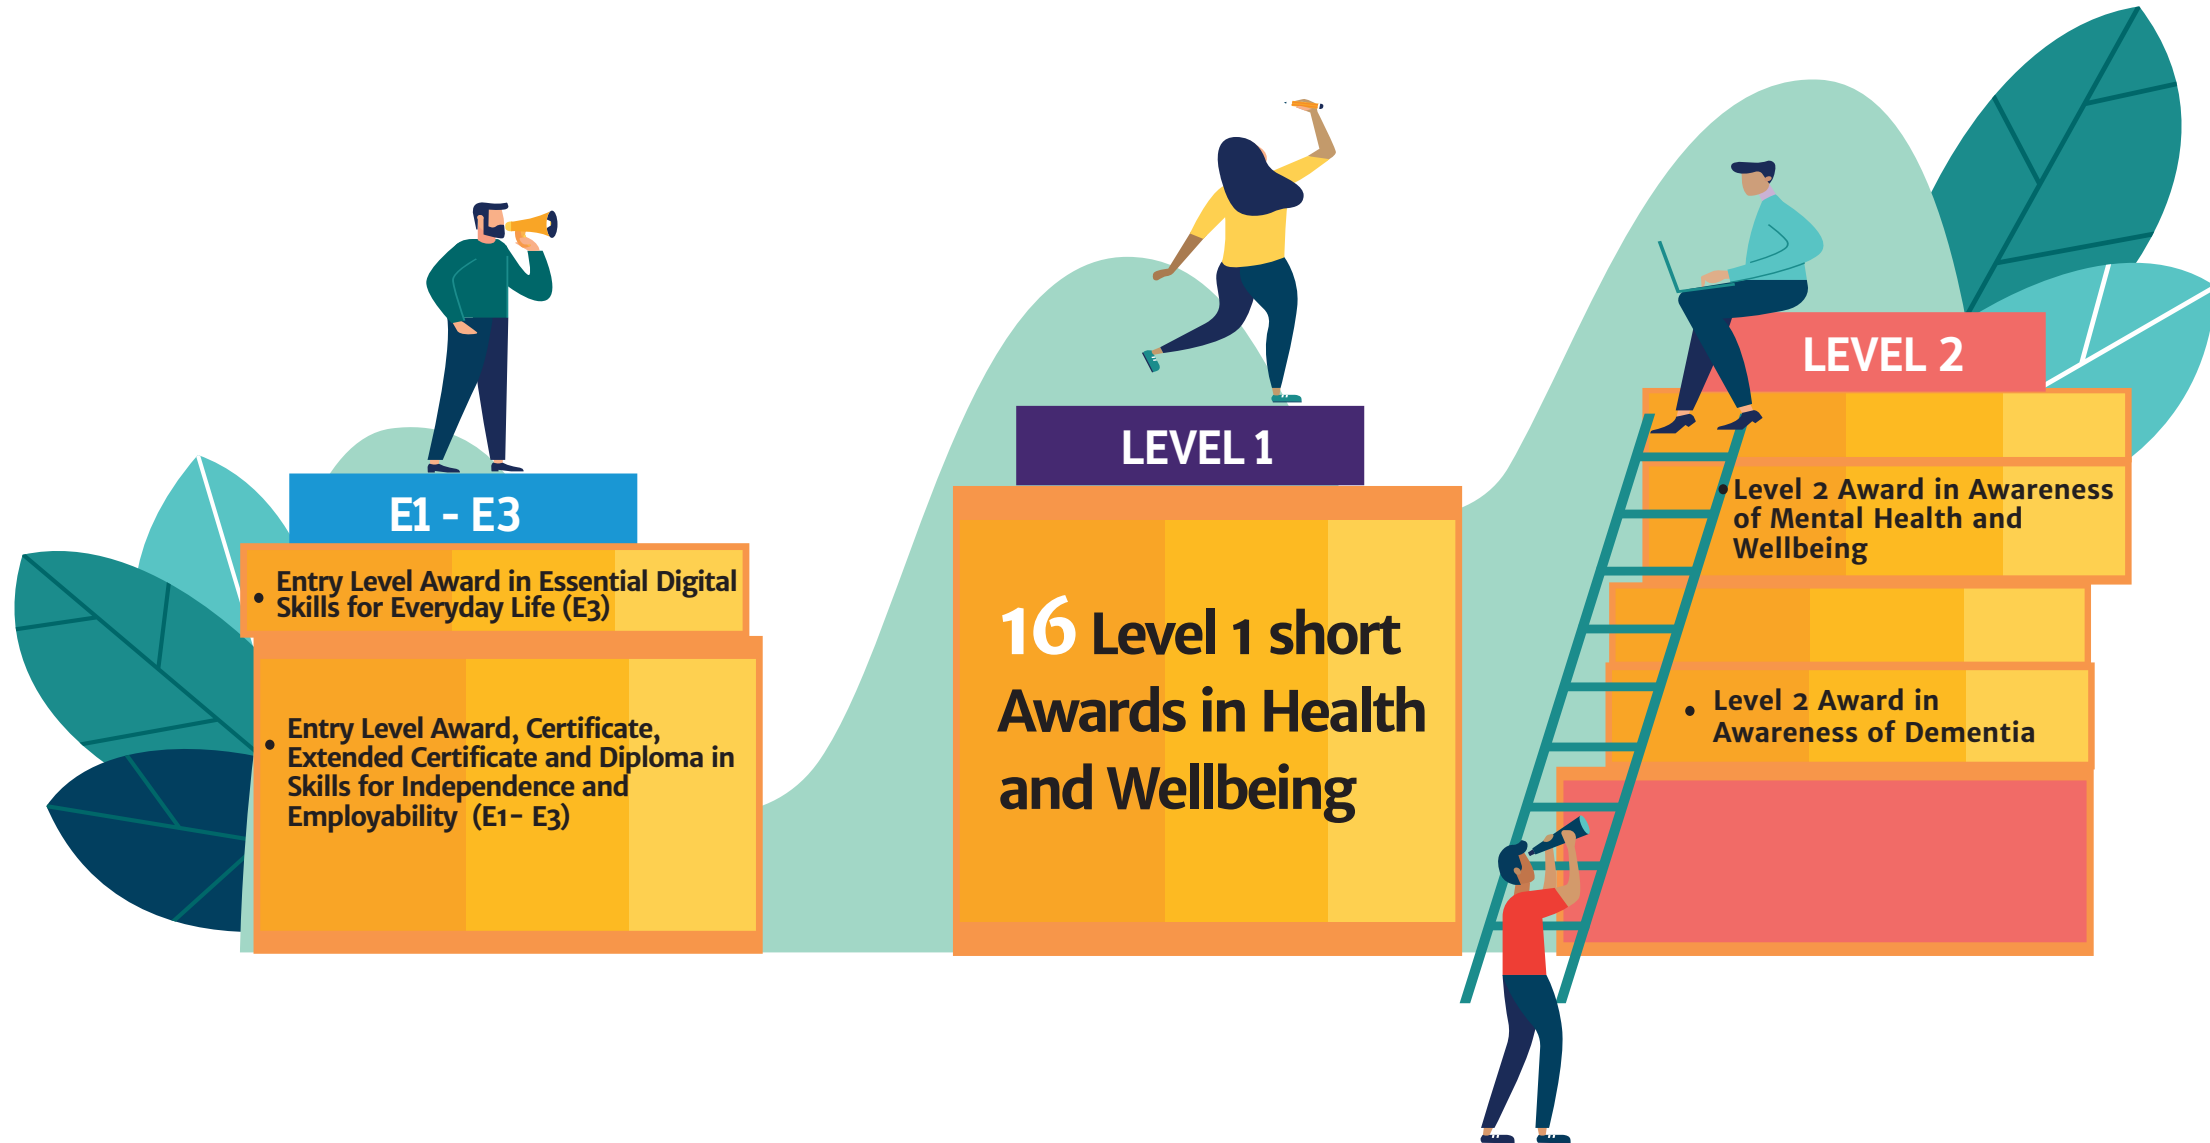 E1 - E3
• Entry Level Award in Essential Digital
Skills for Everyday Life (E3)
• Entry Level Award, Certificate,
Extended Certificate and Diploma in
Skills for Independence and
Employability (E1- E3)
LEVEL 1
16 Level 1 short
Awards in Health
and Wellbeing
LEVEL 2
• Level 2 Award in Awareness
of Mental Health and
Wellbeing
• Level 2 Award in
Awareness of Dementia